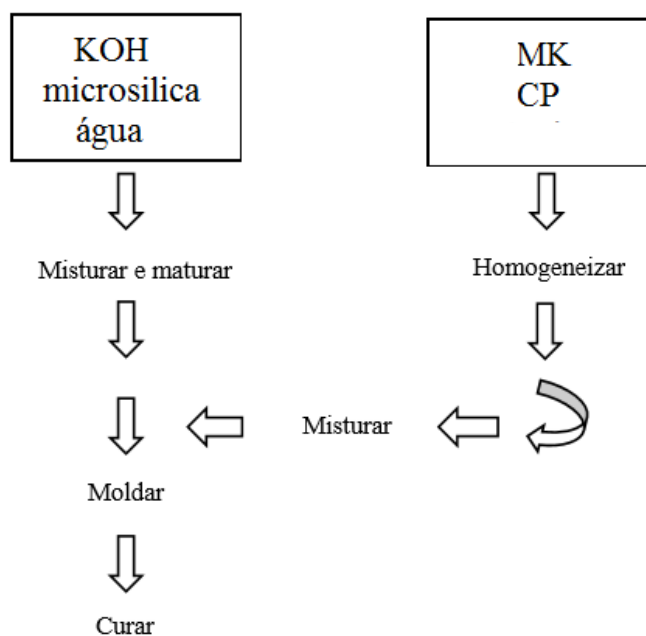 KOH
microsilica
água
MK
CP
Misturar e maturar
Homogeneizar
Misturar
Moldar
Curar